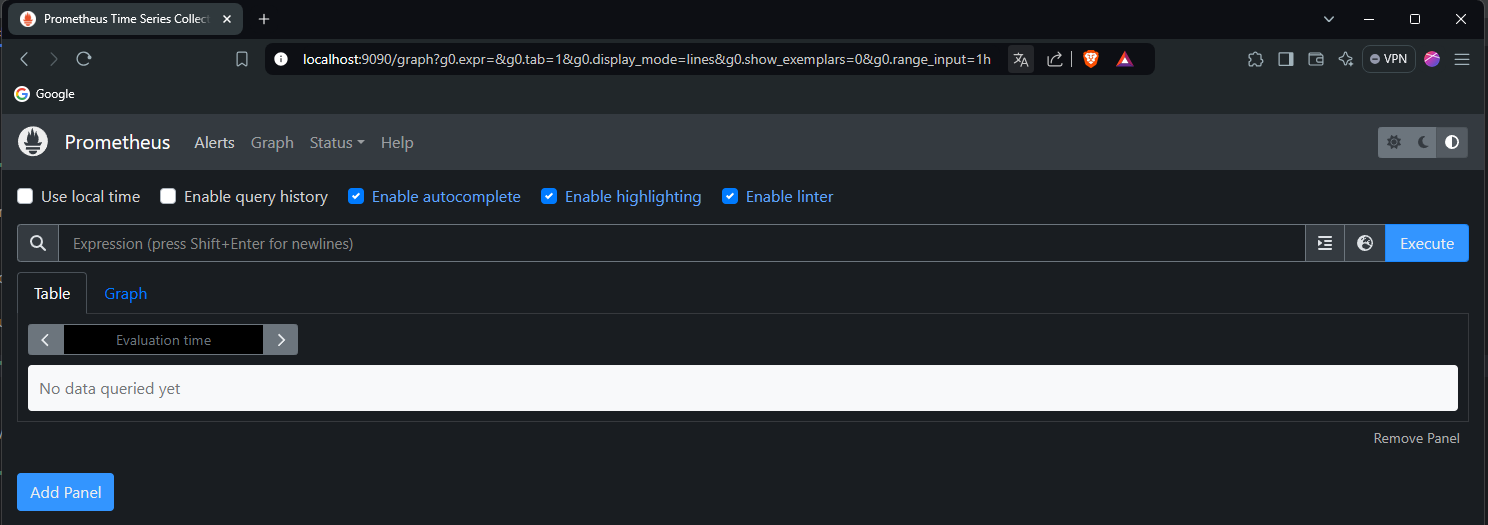 Prometheus Time Series Collect
localhost:9090/graph?g0.expr=&g0.tab=1&g0.display_mode=lines&g0.show_exemplars=0&g0.range_input=1h
VPN
Google
Prometheus Alerts Graph Status Help
Use local time Enable query history Enable autocomplete Enable highlighting Enable linter
Expression (press Shift+Enter for newlines) Execute
Table Graph
Evaluation time
No data queried yet
Remove Panel
Add Panel